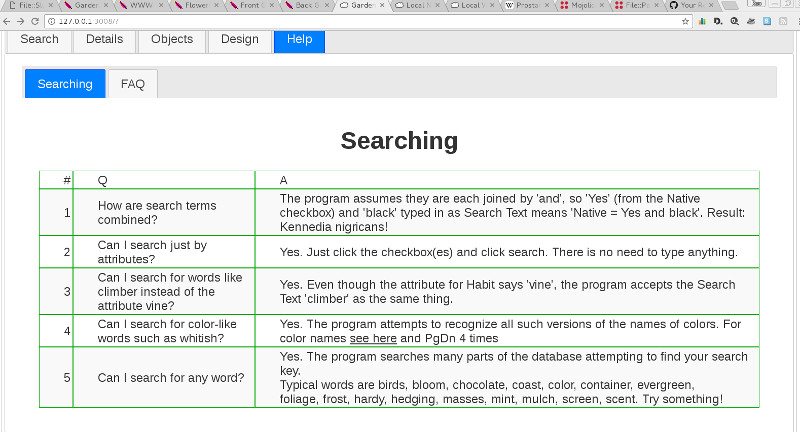 File::S
Garden
WWW
Flower
Front G
Back G
Garden
Local M
Local W
Prosta
Mojoli
File::Pa
Your Re
127.0.0.1:3008/?
Search Details Objects Design Help
Searching FAQ
Searching
# Q A
1 How are search terms combined? The program assumes they are each joined by 'and', so 'Yes' (from the Native
checkbox) and 'black' typed in as Search Text means 'Native = Yes and black'. Result:
Kennedia nigricans!
2 Can I search just by attributes? Yes. Just click the checkbox(es) and click search. There is no need to type anything.
3 Can I search for words like climber instead of the attribute vine? Yes. Even though the attribute for Habit says 'vine', the program accepts the Search
Text 'climber' as the same thing.
4 Can I search for color-like words such as whitish? Yes. The program attempts to recognize all such versions of the names of colors. For
color names see here and PgDn 4 times
5 Can I search for any word? Yes. The program searches many parts of the database attempting to find your search
key.
Typical words are birds, bloom, chocolate, coast, color, container, evergreen,
foliage, frost, hardy, hedging, masses, mint, mulch, screen, scent. Try something!